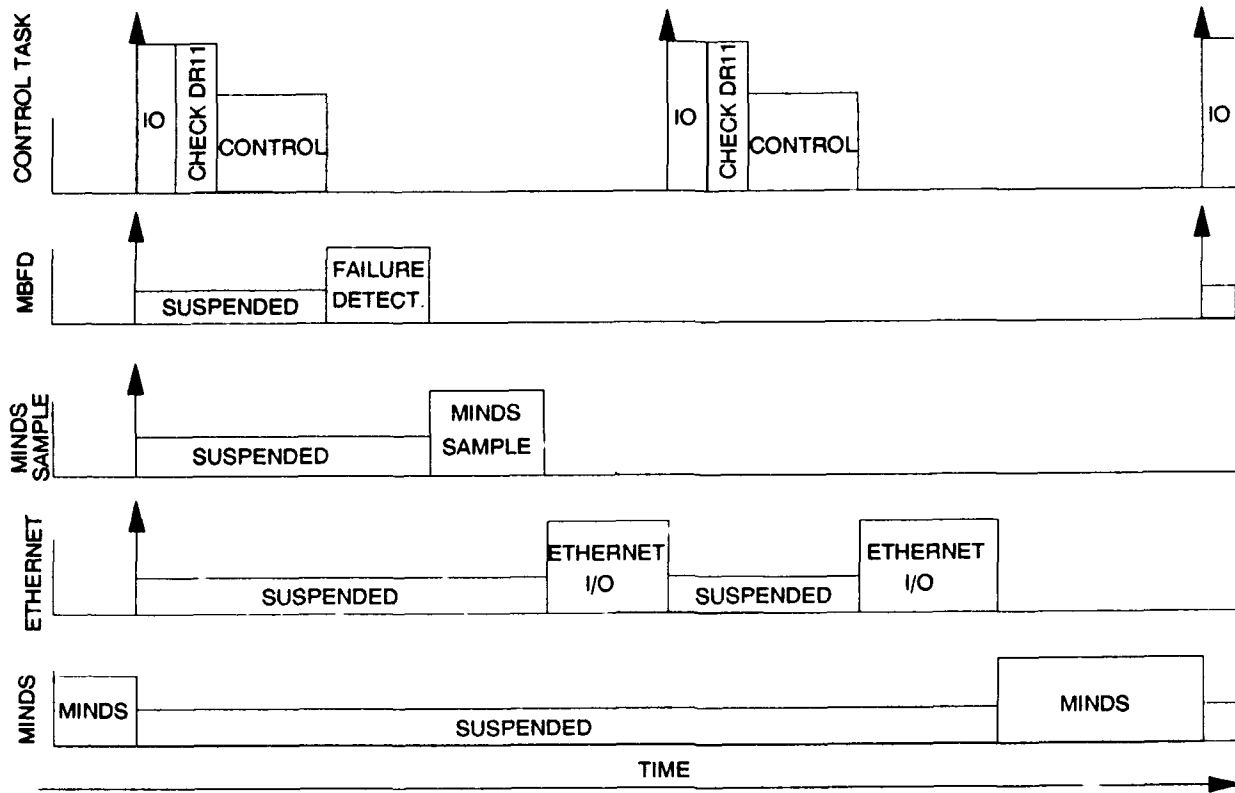 CONTROL TASK
IO
CHECK DR11
CONTROL
IO
CHECK DR11
CONTROL
IO
MBFD
SUSPENDED
FAILURE
DETECT.
MINDS
SAMPLE
SUSPENDED
MINDS
SAMPLE
ETHERNET
SUSPENDED
ETHERNET
I/O
SUSPENDED
ETHERNET
I/O
MINDS
MINDS
SUSPENDED
MINDS
TIME